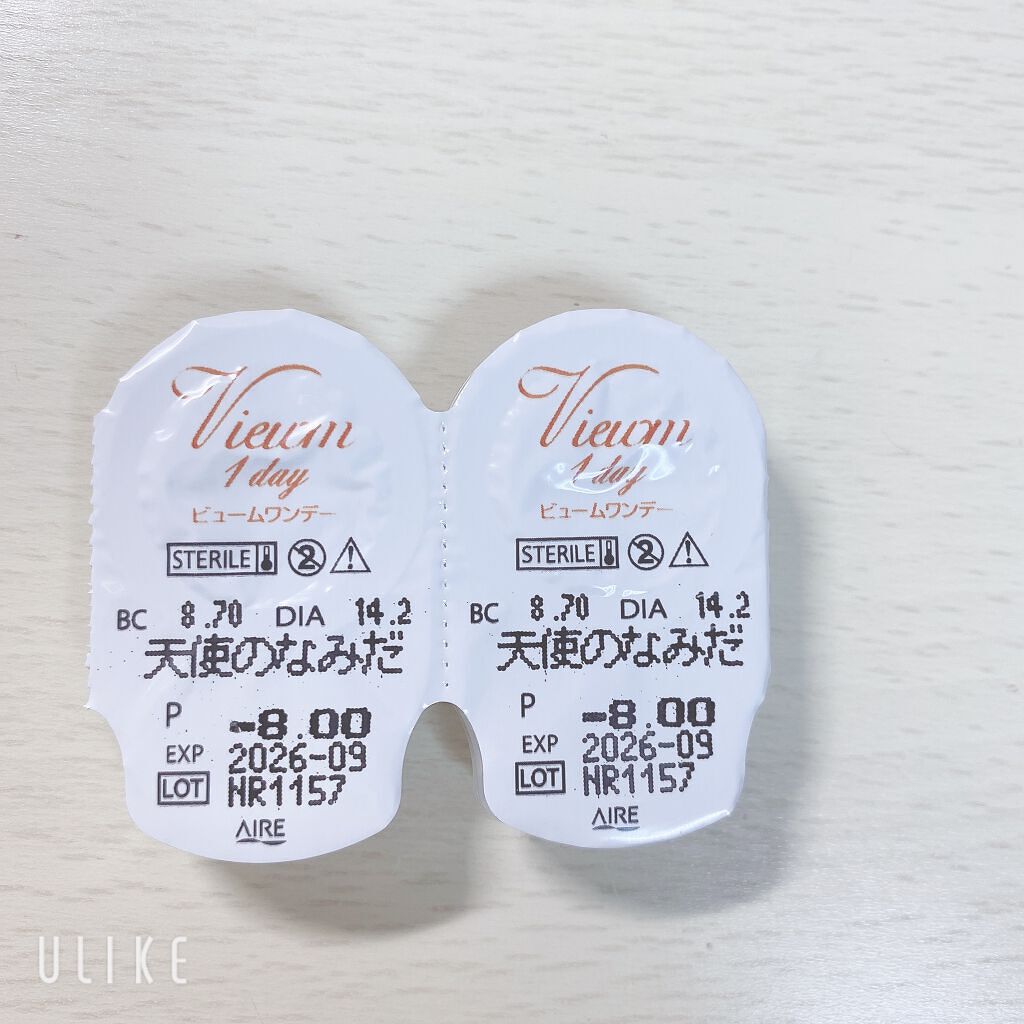 Vieum
1 day
ビュームワンデー
STERILE
2
BC 8.70 DIA 14.2
天使のなみだ
P -8.00
EXP 2026-09
LOT HR1157
AIRE
Vieum
1 day
ビュームワンデー
STERILE
2
BC 8.70 DIA 14.2
天使のなみだ
P -8.00
EXP 2026-09
LOT HR1157
AIRE
ULIKE